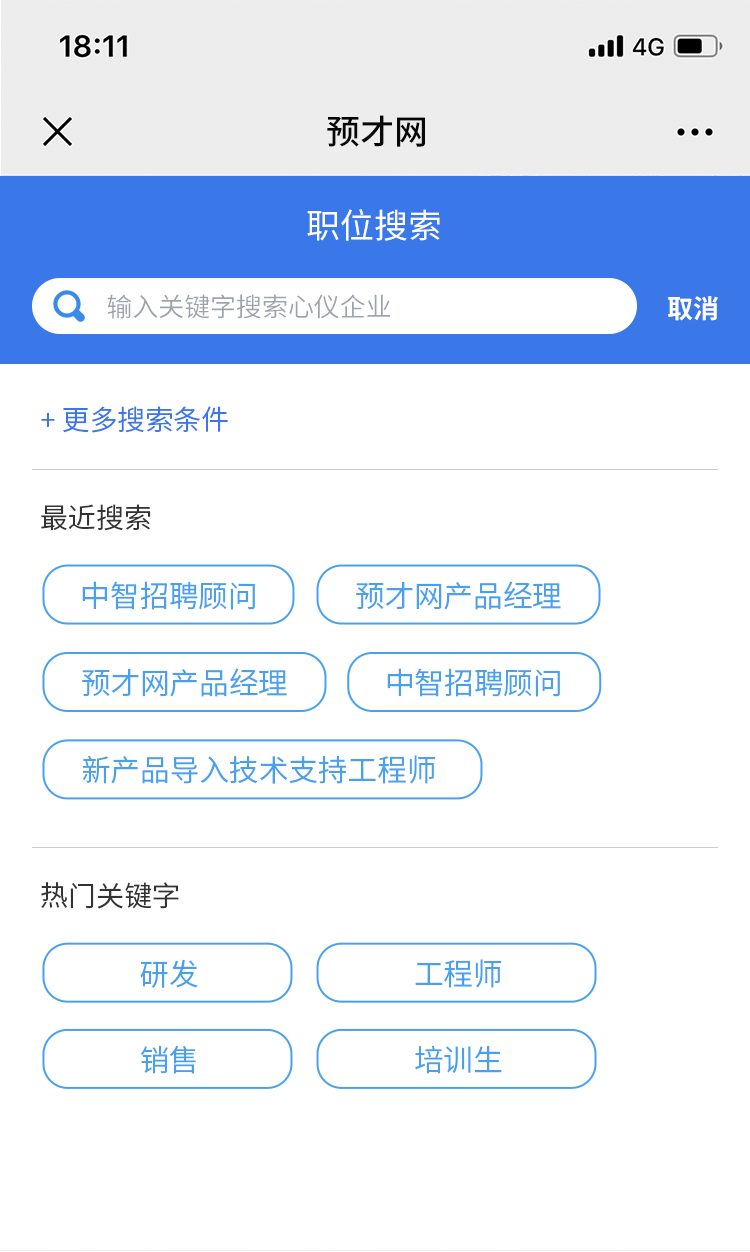 18:11 4G
预才网
职位搜索
输入关键字搜索心仪企业 取消
+ 更多搜索条件
最近搜索
中智招聘顾问 预才网产品经理
预才网产品经理 中智招聘顾问
新产品导入技术支持工程师
热门关键字
研发 工程师
销售 培训生